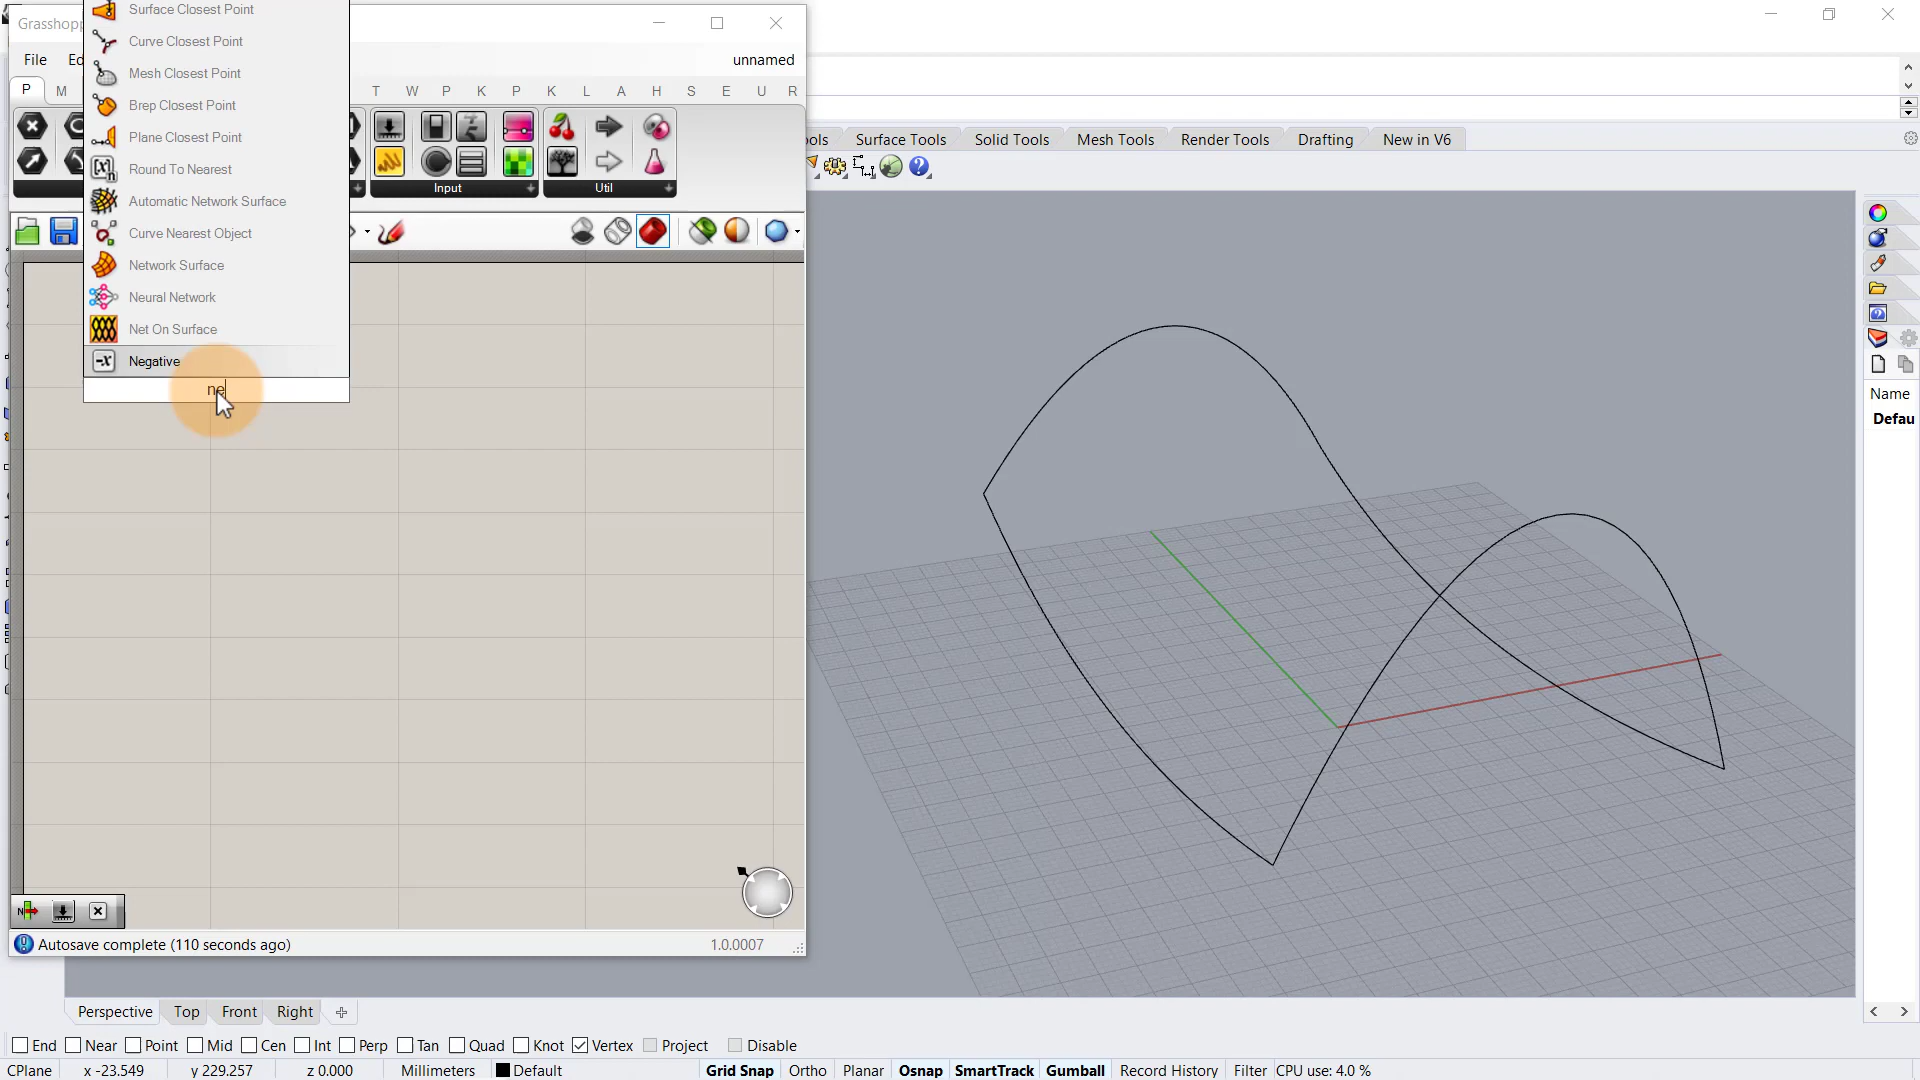 Grasshopp
File Ed
unnamed
P M T W P K P K L A H S E U R
Input
Util
Surface Closest Point
Curve Closest Point
Mesh Closest Point
Brep Closest Point
Plane Closest Point
Round To Nearest
Automatic Network Surface
Curve Nearest Object
Network Surface
Neural Network
Net On Surface
-x Negative
ne
ools Surface Tools Solid Tools Mesh Tools Render Tools Drafting New in V6
Name
Defau
Autosave complete (110 seconds ago) 1.0.0007
Perspective Top Front Right
End Near Point Mid Cen Int Perp Tan Quad Knot Vertex Project Disable
CPlane x -23.549 y 229.257 z 0.000 Millimeters Default Grid Snap Ortho Planar Osnap SmartTrack Gumball Record History Filter CPU use: 4.0 %